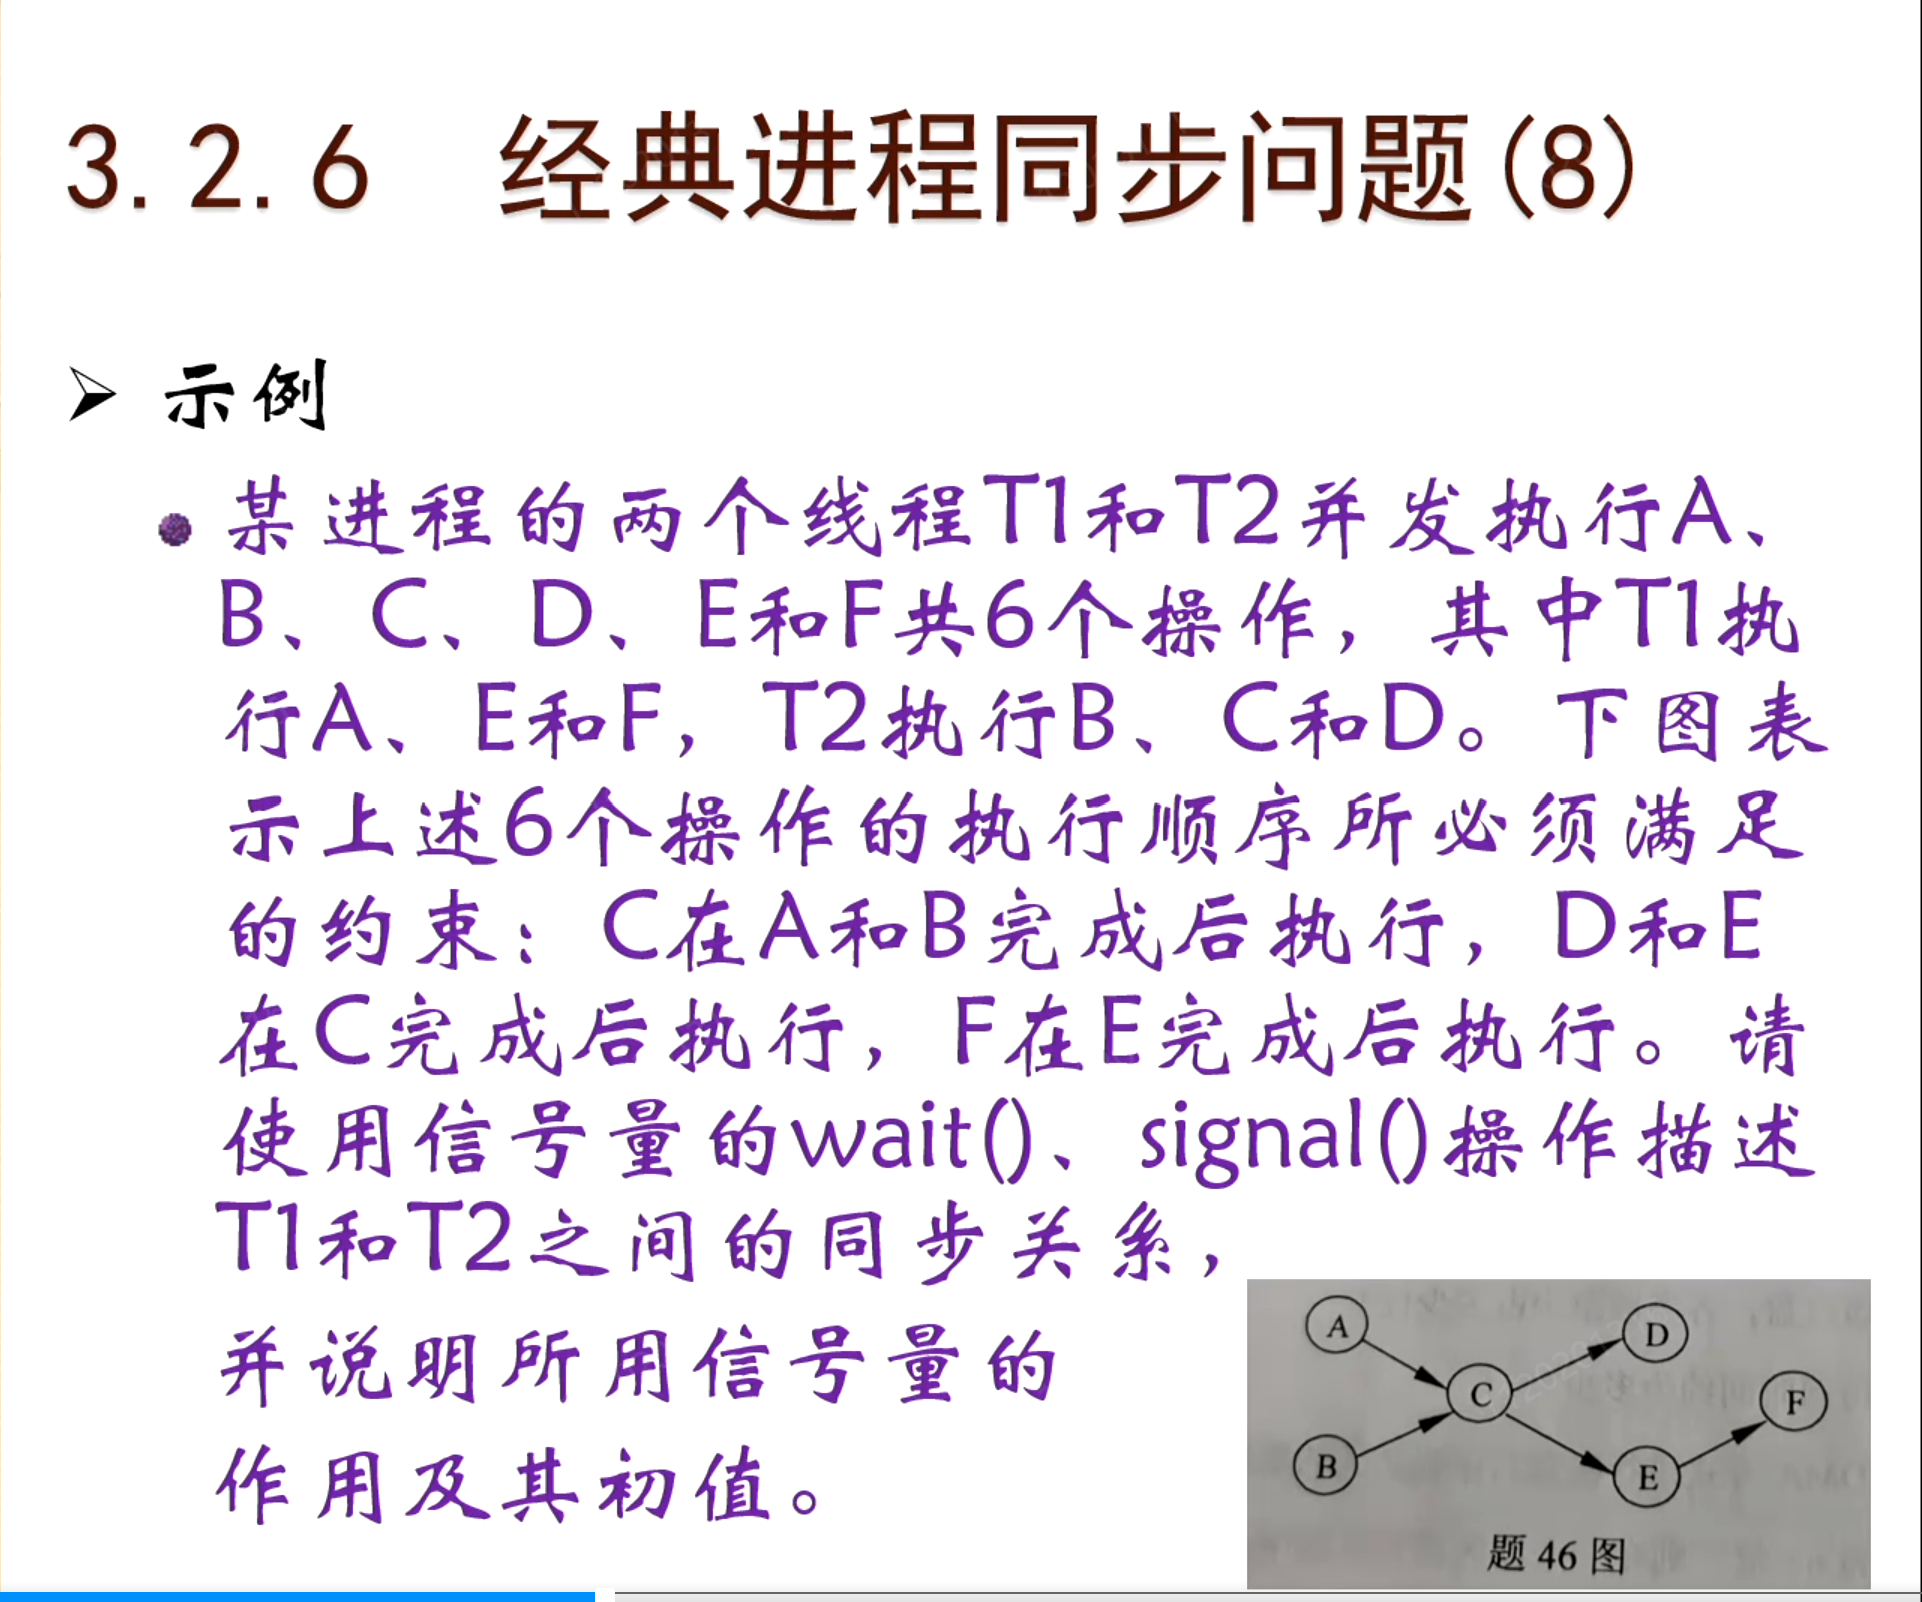 3.2.6 经典进程同步问题(8)
示例
某进程的两个线程T1和T2并发执行A、
B、C、D、E和F共6个操作，其中T1执
行A、E和F，T2执行B、C和D。下图表
示上述6个操作的执行顺序所必须满足
的约束：C在A和B完成后执行，D和E
在C完成后执行，F在E完成后执行。请
使用信号量的wait()、signal()操作描述
T1和T2之间的同步关系，
并说明所用信号量的
作用及其初值。
A
D
C
F
B
E
题 46 图